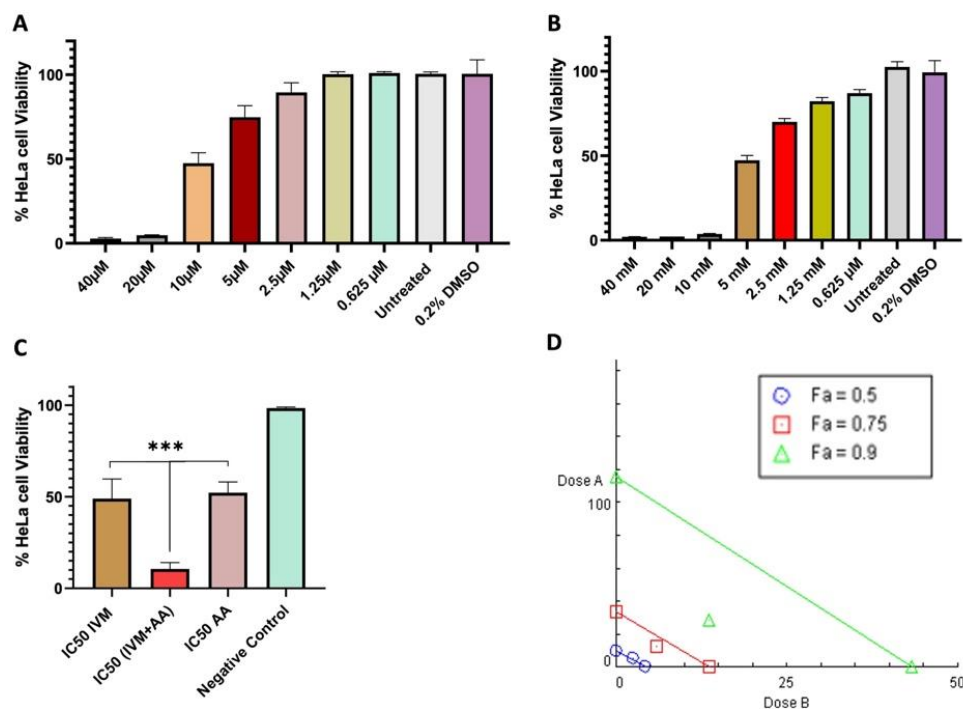 A
% HeLa cell Viability
100
50
0
40µM
20µM
10µM
5µM
2.5µM
1.25µM
0.625 µM
Untreated
0.2% DMSO
B
% HeLa cell Viability
100
50
0
40 mM
20 mM
10 mM
5 mM
2.5 mM
1.25 mM
0.625 µM
Untreated
0.2% DMSO
C
% HeLa cell Viability
100
50
0
***
IC50 IVM
IC50 (IVM+AA)
IC50 AA
Negative Control
D
Fa = 0.5
Fa = 0.75
Fa = 0.9
Dose A
100
0
0
25
50
Dose B